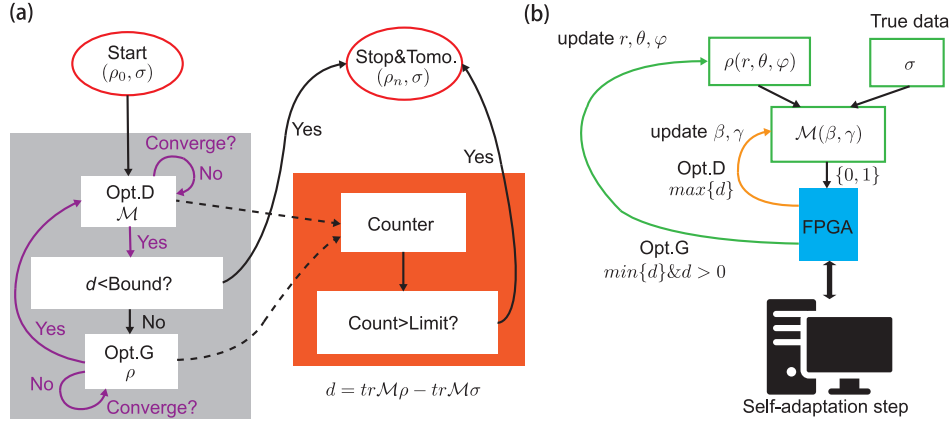 (a)
Start
(ρ₀, σ)
Stop&Tomo.
(ρₙ, σ)
Converge?
No
Opt.D
ℳ
Yes
d<Bound?
No
Yes
Opt.G
ρ
No
Converge?
Yes
Counter
Yes
Count>Limit?
d = trℳρ − trℳσ
(b)
True data
update r, θ, φ
ρ(r, θ, φ)
σ
update β, γ
ℳ(β, γ)
Opt.D
max{d}
{0, 1}
FPGA
Opt.G
min{d}&d > 0
Self-adaptation step